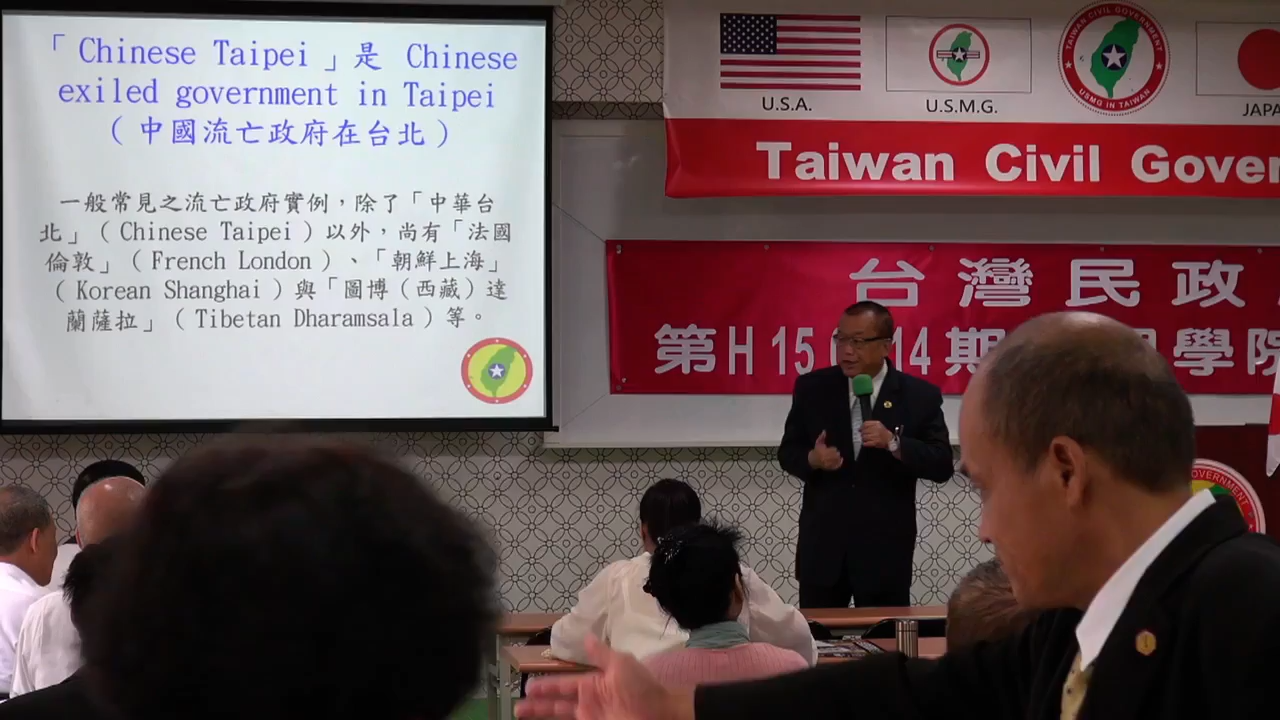 「Chinese Taipei」是 Chinese
exiled government in Taipei
(中國流亡政府在台北)
一般常見之流亡政府實例，除了「中華台
北」(Chinese Taipei)以外，尚有「法國
倫敦」(French London)、「朝鮮上海」
(Korean Shanghai)與「圖博(西藏)達
蘭薩拉」(Tibetan Dharamsala)等。
U.S.A.
U.S.M.G.
TAIWAN CIVIL GOVERNMENT
USMG IN TAIWAN
Taiwan Civil
台灣民政
第H15 14期 學院
GOVERNMENT